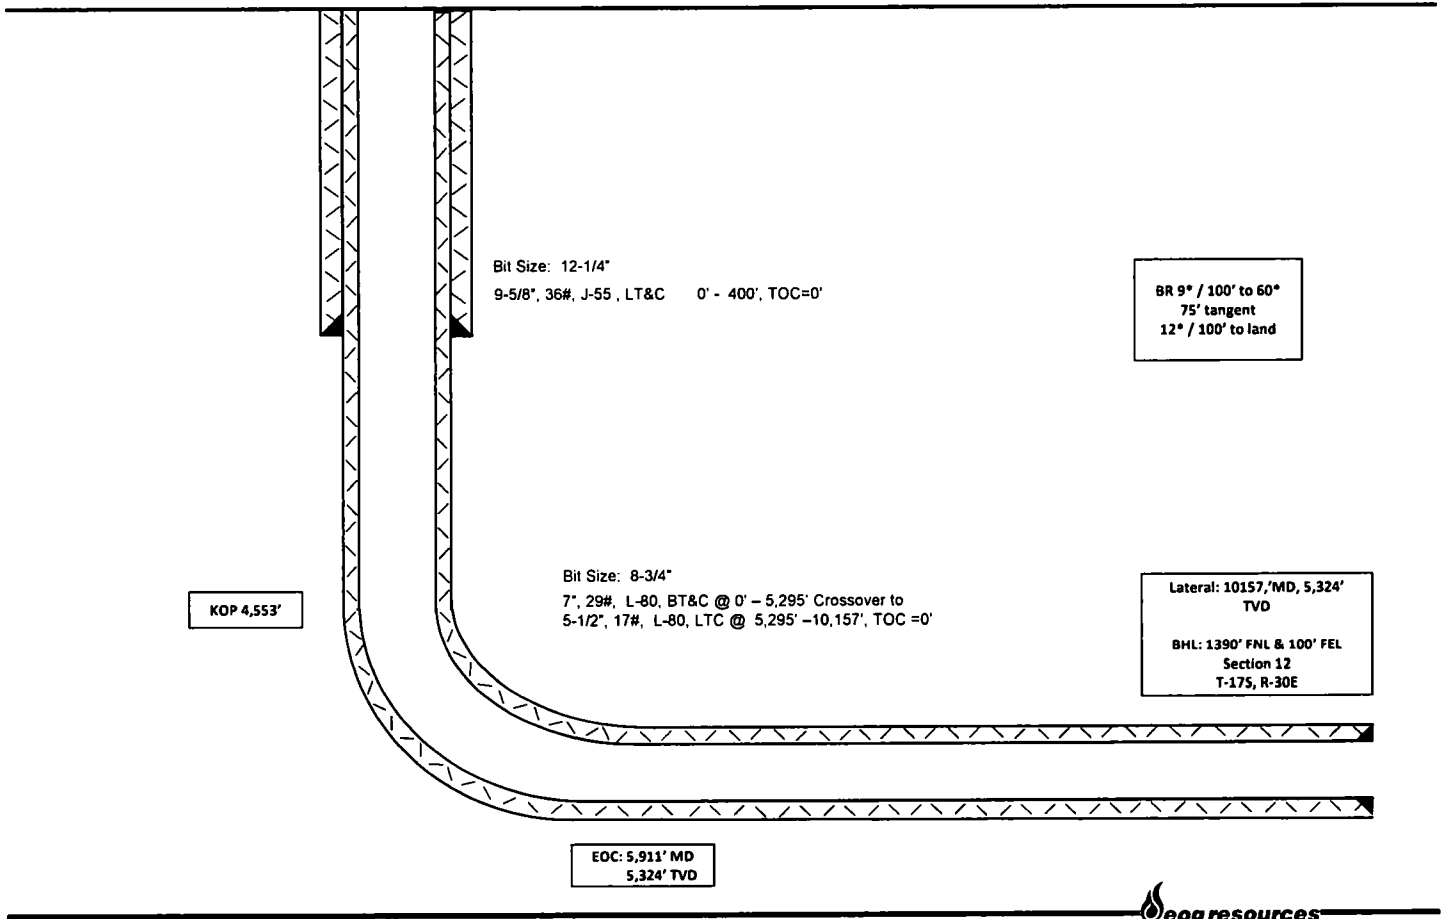 Bit Size: 12-1/4"
9-5/8", 36#, J-55 , LT&C 0' - 400', TOC=0'
BR 9° / 100' to 60°
75' tangent
12° / 100' to land
Bit Size: 8-3/4"
7", 29#, L-80, BT&C @ 0' – 5,295' Crossover to
5-1/2", 17#, L-80, LTC @ 5,295' –10,157', TOC =0'
KOP 4,553'
Lateral: 10157,'MD, 5,324'
TVD
BHL: 1390' FNL & 100' FEL
Section 12
T-17S, R-30E
EOC: 5,911' MD
5,324' TVD
eog resources